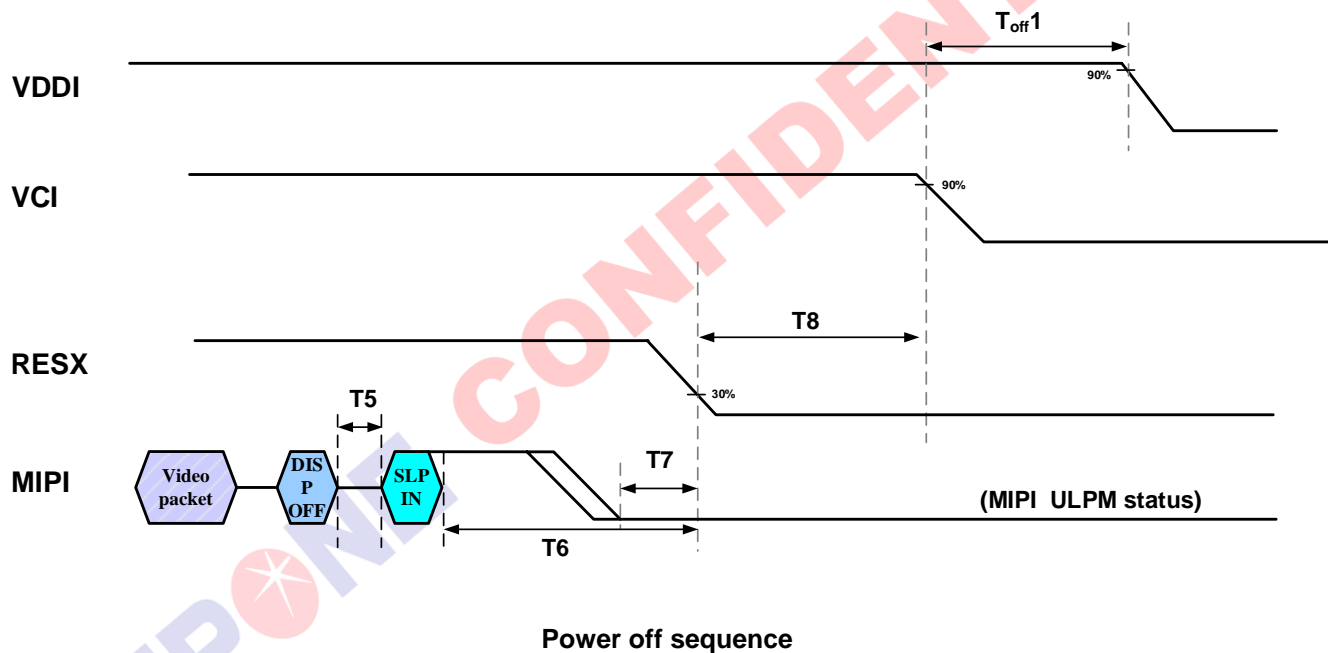 Toff1
VDDI
90%
VCI
90%
T8
RESX
30%
T5
MIPI
Video packet
DIS P OFF
SLP IN
T7
(MIPI ULPM status)
T6
Power off sequence
CONFIDEN